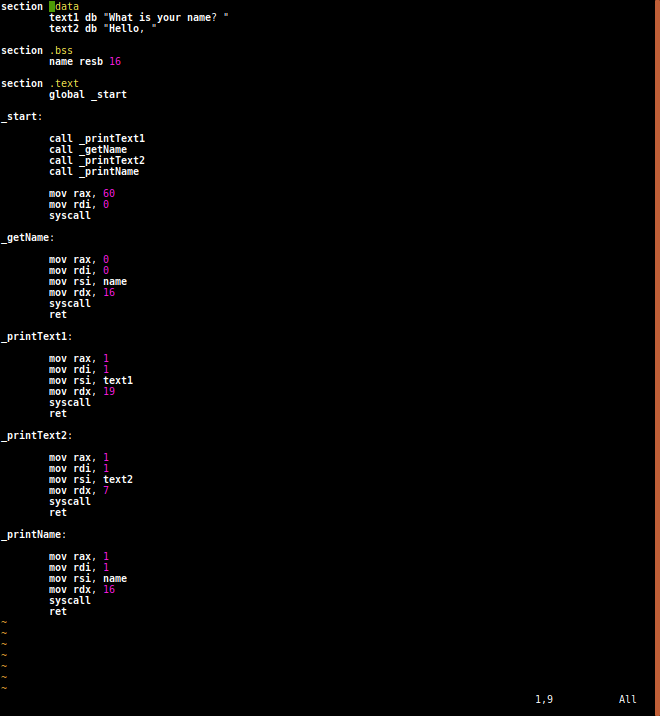 section .data
text1 db "What is your name? "
text2 db "Hello, "
section .bss
name resb 16
section .text
global _start
_start:
call _printText1
call _getName
call _printText2
call _printName
mov rax, 60
mov rdi, 0
syscall
_getName:
mov rax, 0
mov rdi, 0
mov rsi, name
mov rdx, 16
syscall
ret
_printText1:
mov rax, 1
mov rdi, 1
mov rsi, text1
mov rdx, 19
syscall
ret
_printText2:
mov rax, 1
mov rdi, 1
mov rsi, text2
mov rdx, 7
syscall
ret
_printName:
mov rax, 1
mov rdi, 1
mov rsi, name
mov rdx, 16
syscall
ret
~
~
~
~
~
~
~
1,9 All